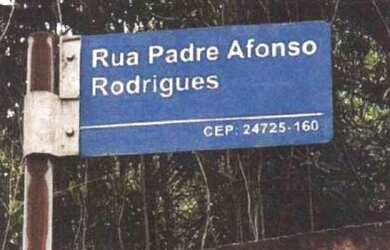 Rua Padre Afonso
Rodrigues
CEP: 24725-160